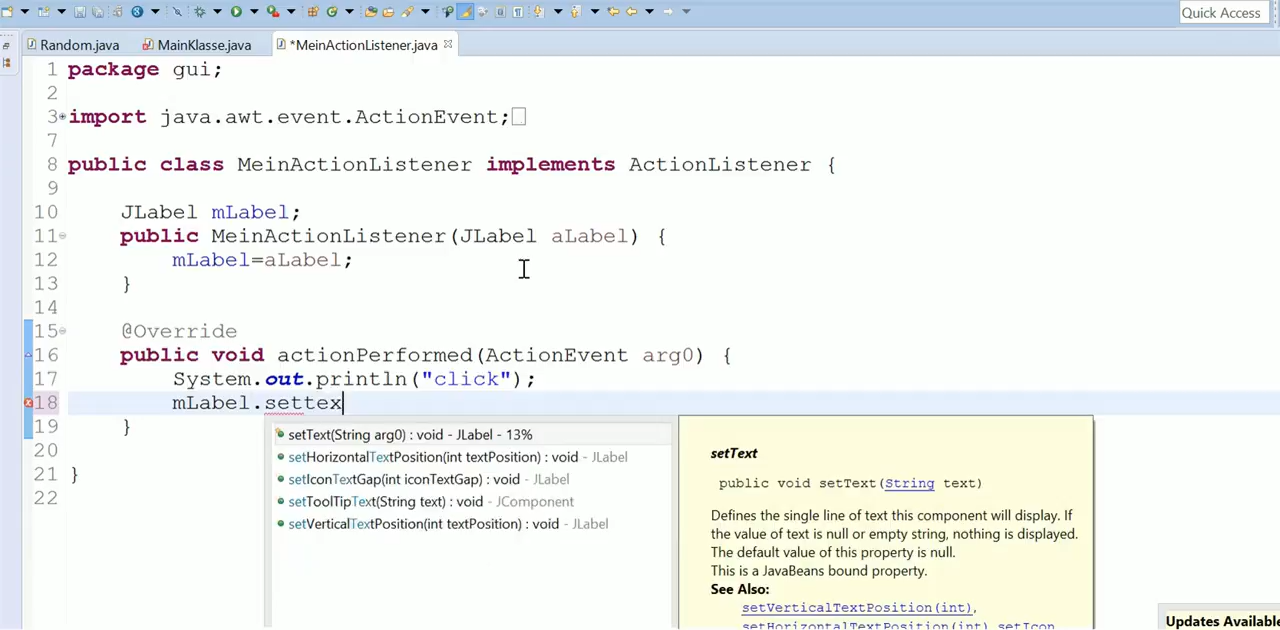 Quick Access
Random.java
MainKlasse.java
*MeinActionListener.java
1 package gui;
2
3 import java.awt.event.ActionEvent;
7
8 public class MeinActionListener implements ActionListener {
9
10 JLabel mLabel;
11 public MeinActionListener(JLabel aLabel) {
12 mLabel=aLabel;
13 }
14
15 @Override
16 public void actionPerformed(ActionEvent arg0) {
17 System.out.println("click");
18 mLabel.settex
19 }
20
21 }
22
setText(String arg0) : void - JLabel - 13%
setHorizontalTextPosition(int textPosition) : void - JLabel
setIconTextGap(int iconTextGap) : void - JLabel
setToolTipText(String text) : void - JComponent
setVerticalTextPosition(int textPosition) : void - JLabel
setText
public void setText(String text)
Defines the single line of text this component will display. If
the value of text is null or empty string, nothing is displayed.
The default value of this property is null.
This is a JavaBeans bound property.
See Also:
setVerticalTextPosition(int),
setHorizontalTextPosition(int) setIcon
Updates Available